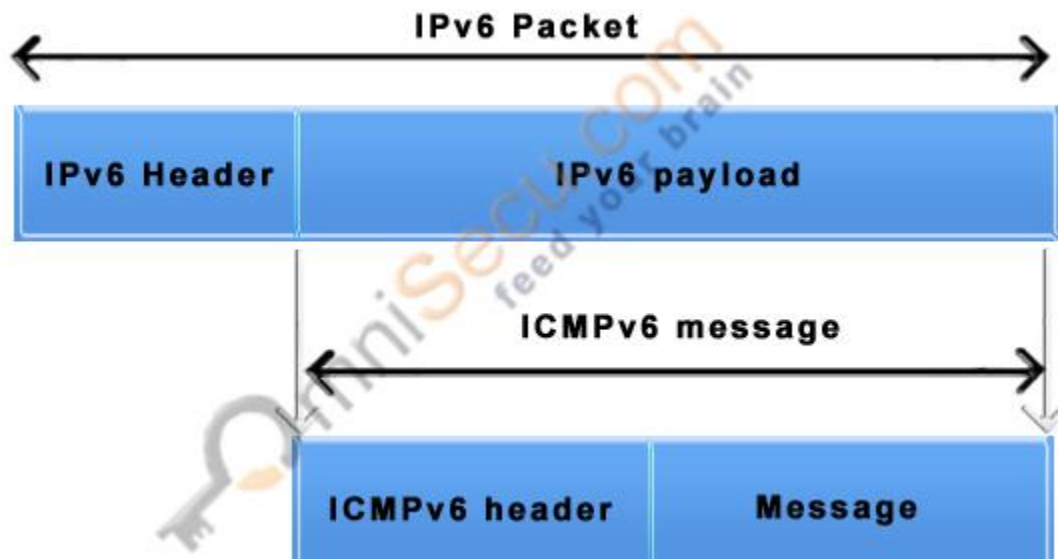 IPv6 Packet
IPv6 Header
IPv6 payload
OmniSecu.com
feed your brain
ICMPv6 message
ICMPv6 header
Message